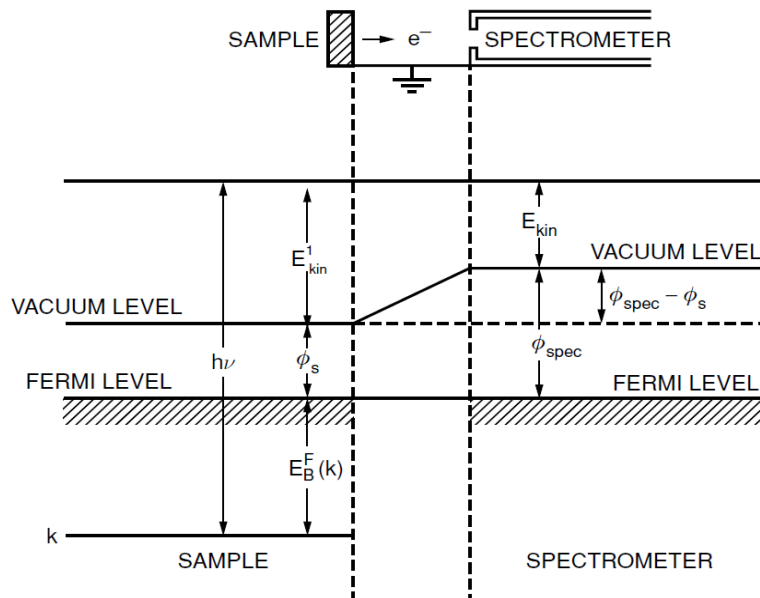 SAMPLE
e⁻
SPECTROMETER
E_kin
E¹_kin
VACUUM LEVEL
VACUUM LEVEL
ϕ_spec − ϕ_s
hν
ϕ_s
ϕ_spec
FERMI LEVEL
FERMI LEVEL
E_B^F(k)
k
SAMPLE
SPECTROMETER